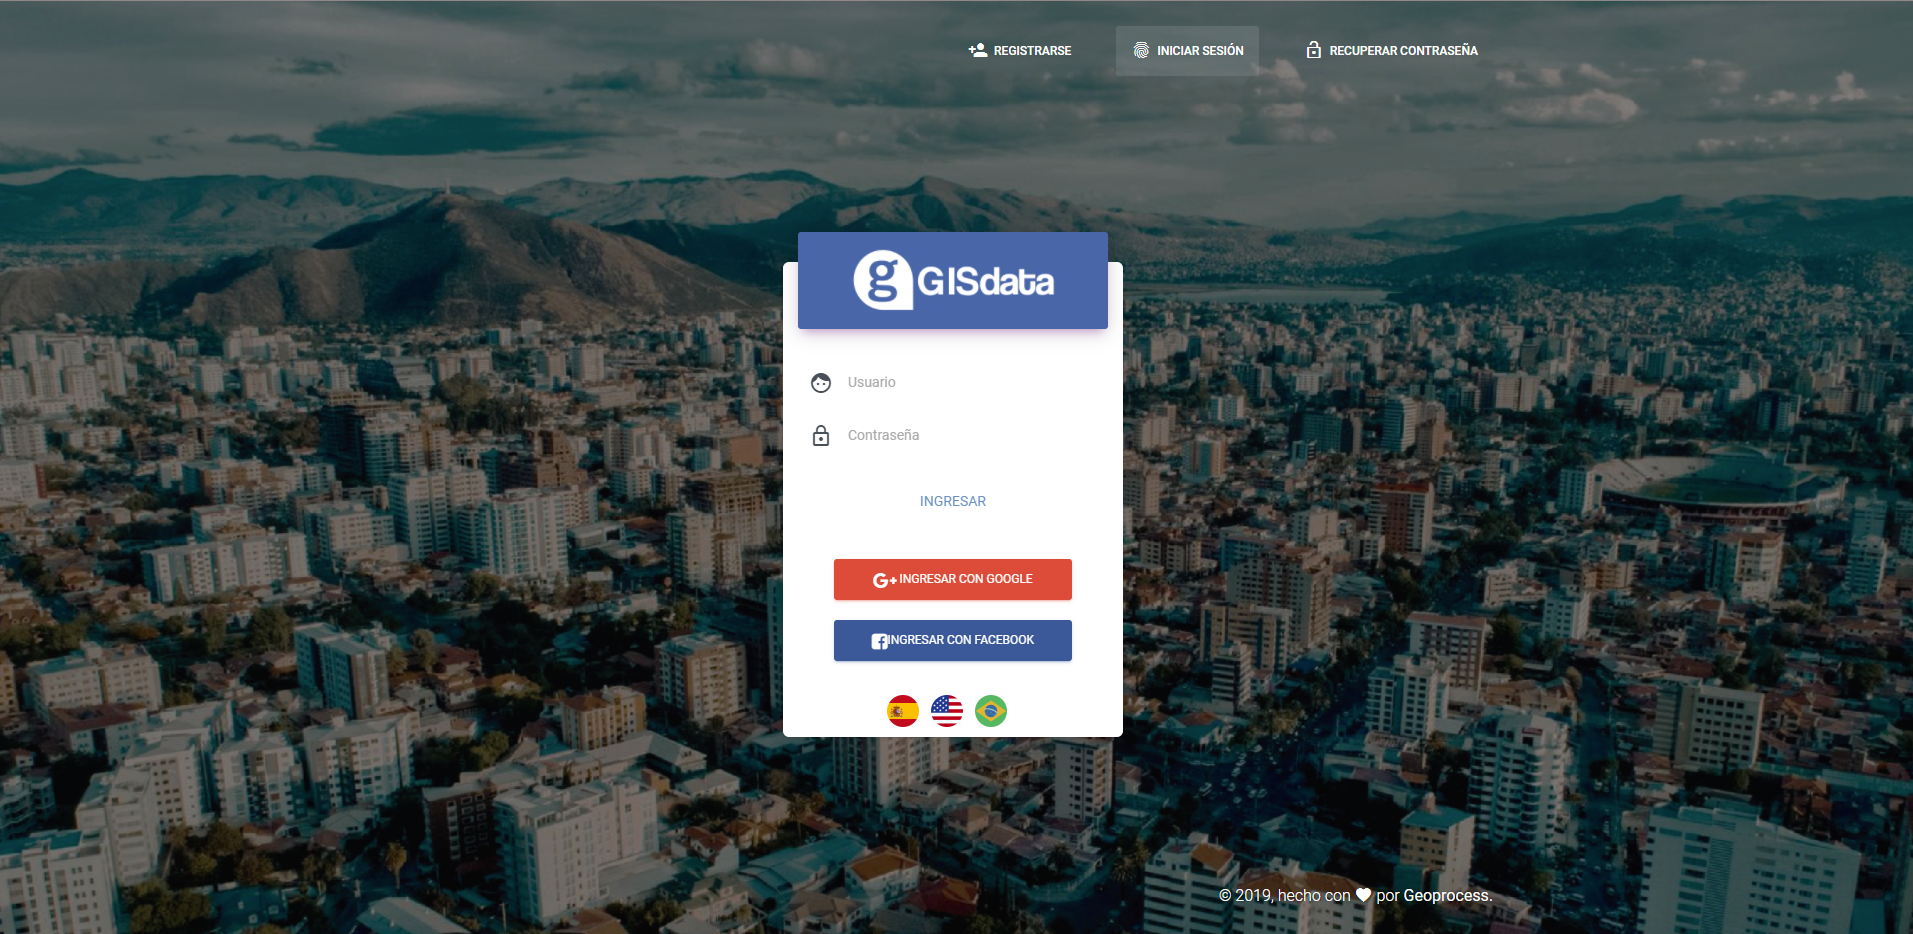 REGISTRARSE
INICIAR SESIÓN
RECUPERAR CONTRASEÑA
g GISdata
Usuario
Contraseña
INGRESAR
G+ INGRESAR CON GOOGLE
INGRESAR CON FACEBOOK
© 2019, hecho con por Geoprocess.